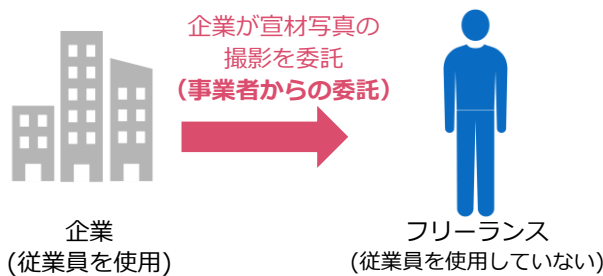 企業が宣材写真の
撮影を委託
（事業者からの委託）
企業
(従業員を使用)
フリーランス
(従業員を使用していない)